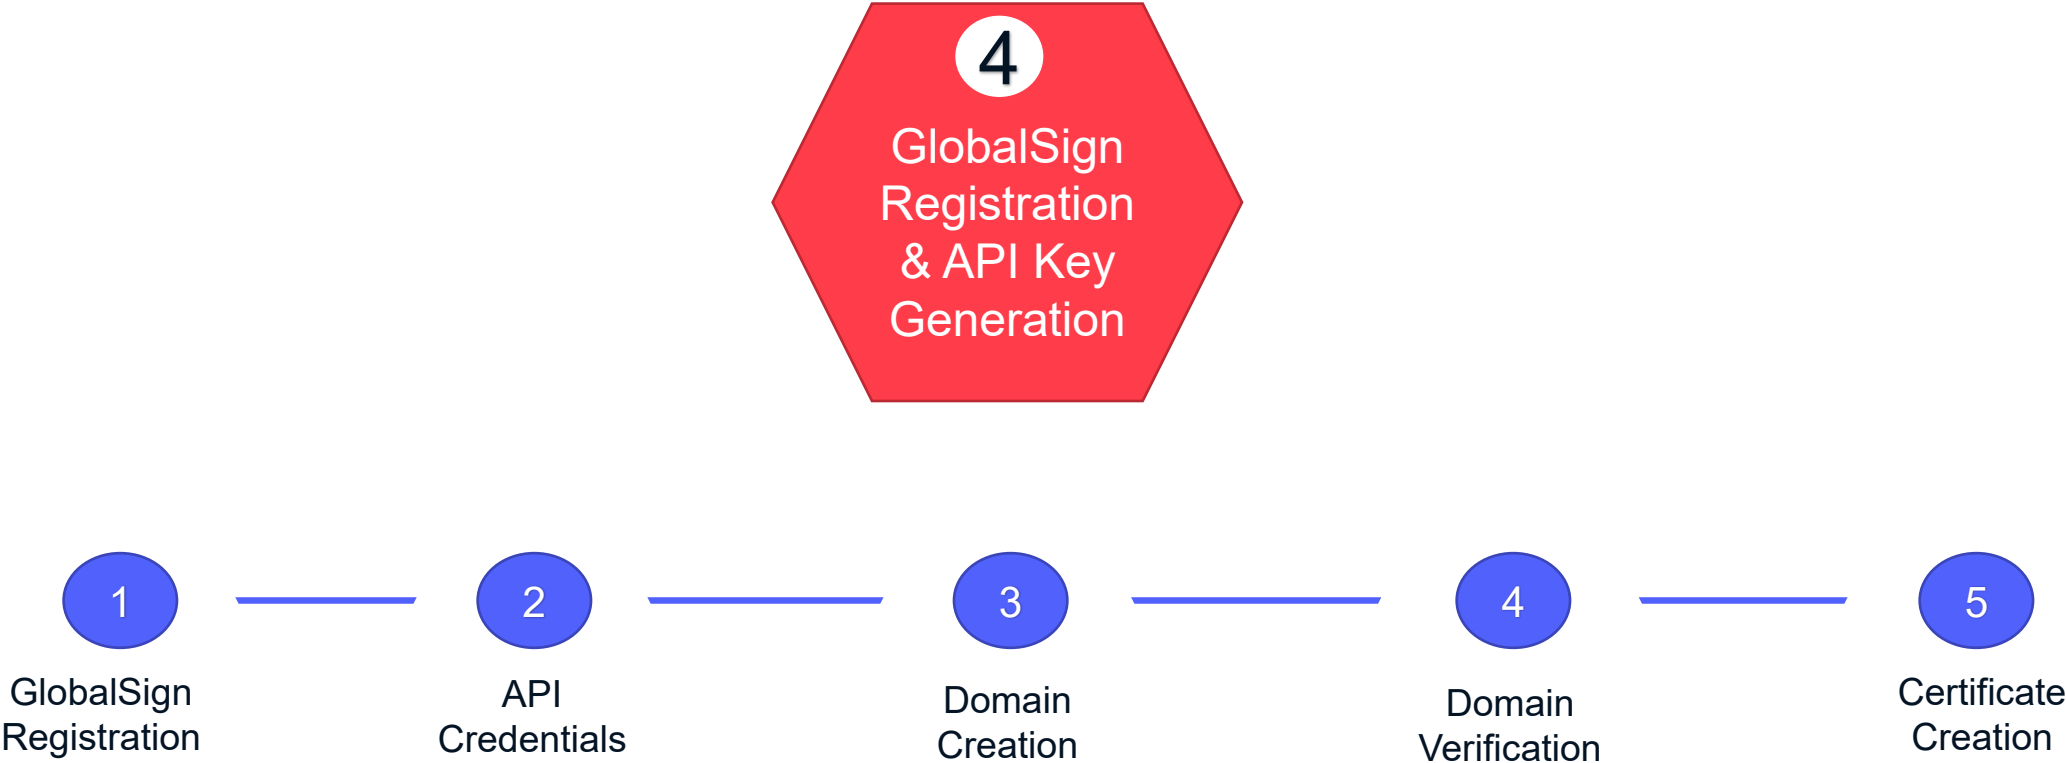 4
GlobalSign
Registration
& API Key
Generation
1
2
3
4
5
GlobalSign
Registration
API
Credentials
Domain
Creation
Domain
Verification
Certificate
Creation